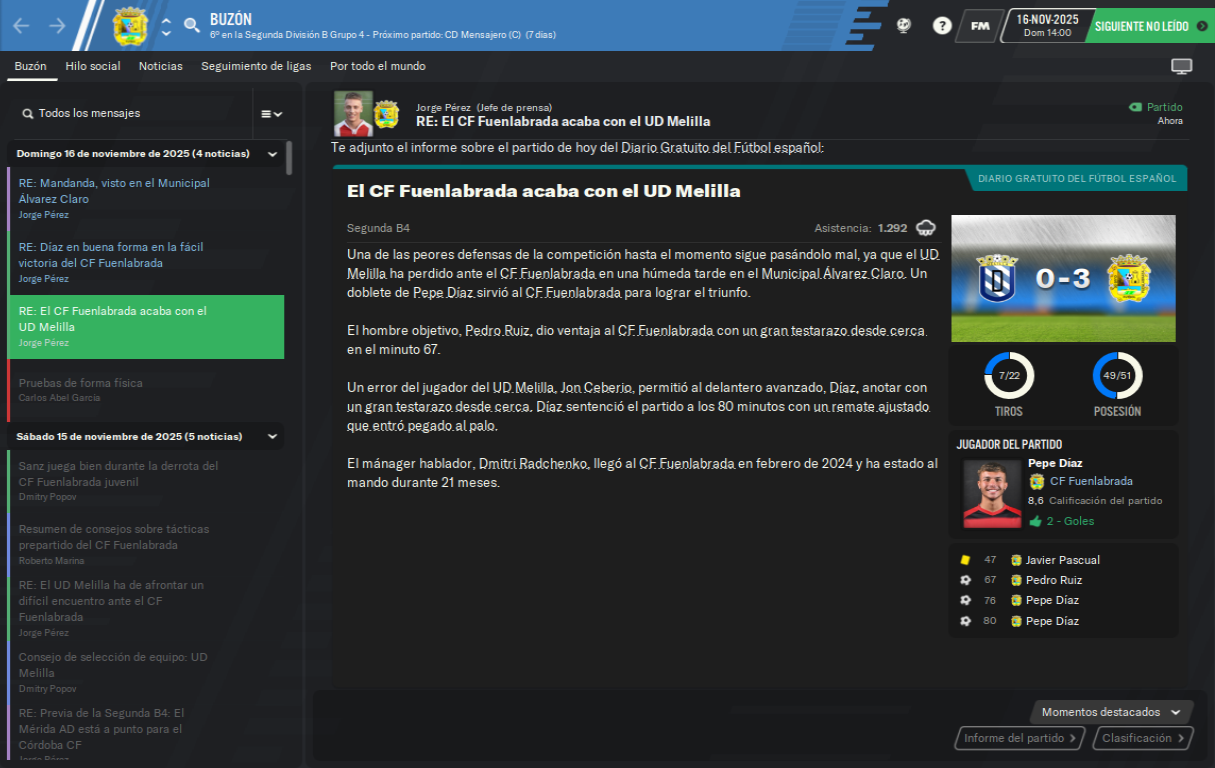 BUZÓN
6º en la Segunda División B Grupo 4 - Próximo partido: CD Mensajero (C) (7 días)
?
FM
16-NOV-2025
Dom 14:00
SIGUIENTE NO LEÍDO
Buzón
Hilo social
Noticias
Seguimiento de ligas
Por todo el mundo
Todos los mensajes
Domingo 16 de noviembre de 2025 (4 noticias)
RE: Mandanda, visto en el Municipal
Álvarez Claro
Jorge Pérez
RE: Díaz en buena forma en la fácil
victoria del CF Fuenlabrada
Jorge Pérez
RE: El CF Fuenlabrada acaba con el
UD Melilla
Jorge Pérez
Pruebas de forma física
Carlos Abel García
Sábado 15 de noviembre de 2025 (5 noticias)
Sanz juega bien durante la derrota del
CF Fuenlabrada juvenil
Dmitry Popov
Resumen de consejos sobre tácticas
prepartido del CF Fuenlabrada
Roberto Marina
RE: El UD Melilla ha de afrontar un
difícil encuentro ante el CF
Fuenlabrada
Jorge Pérez
Consejo de selección de equipo: UD
Melilla
Dmitry Popov
RE: Previa de la Segunda B4: El
Mérida AD está a punto para el
Córdoba CF
Jorge Pérez
Jorge Pérez (Jefe de prensa)
RE: El CF Fuenlabrada acaba con el UD Melilla
Partido
Ahora
Te adjunto el informe sobre el partido de hoy del Diario Gratuito del Fútbol español:
El CF Fuenlabrada acaba con el UD Melilla
DIARIO GRATUITO DEL FÚTBOL ESPAÑOL
Segunda B4
Asistencia: 1.292
Una de las peores defensas de la competición hasta el momento sigue pasándolo mal, ya que el UD
Melilla ha perdido ante el CF Fuenlabrada en una húmeda tarde en el Municipal Álvarez Claro. Un
doblete de Pepe Díaz sirvió al CF Fuenlabrada para lograr el triunfo.
El hombre objetivo, Pedro Ruiz, dio ventaja al CF Fuenlabrada con un gran testarazo desde cerca
en el minuto 67.
Un error del jugador del UD Melilla, Jon Ceberio, permitió al delantero avanzado, Díaz, anotar con
un gran testarazo desde cerca. Díaz sentenció el partido a los 80 minutos con un remate ajustado
que entró pegado al palo.
El mánager hablador, Dmitri Radchenko, llegó al CF Fuenlabrada en febrero de 2024 y ha estado al
mando durante 21 meses.
0-3
7/22
49/51
TIROS
POSESIÓN
JUGADOR DEL PARTIDO
Pepe Díaz
CF Fuenlabrada
8,6 Calificación del partido
2 - Goles
47 Javier Pascual
67 Pedro Ruiz
76 Pepe Díaz
80 Pepe Díaz
Momentos destacados
Informe del partido
Clasificación